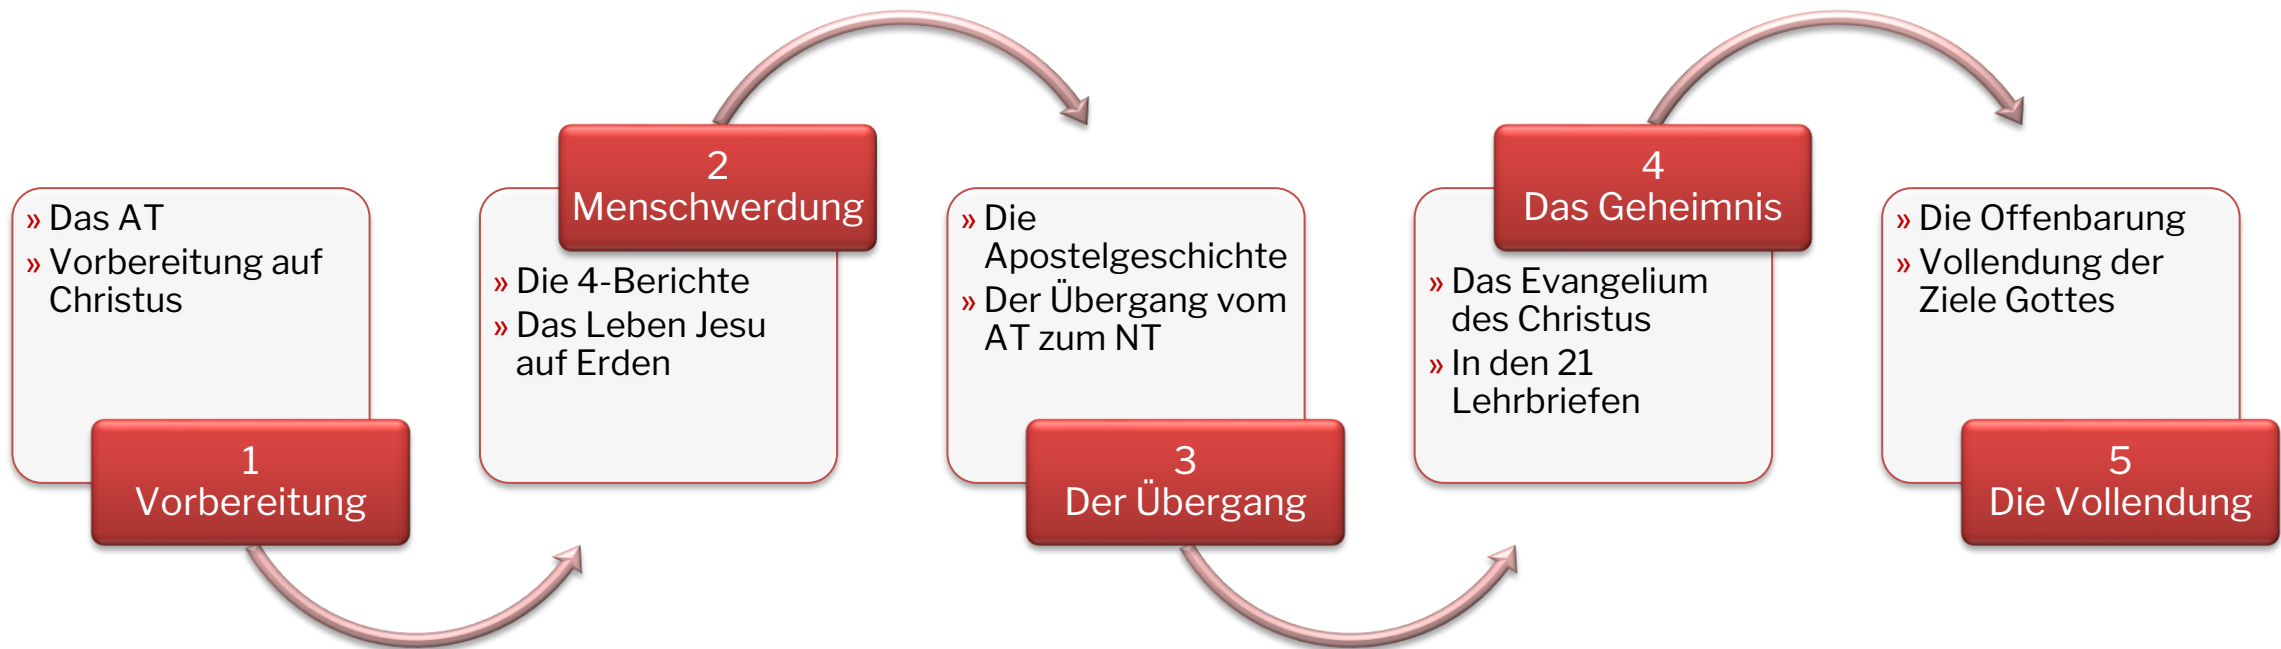 » Das AT
» Vorbereitung auf
Christus
1
Vorbereitung
2
Menschwerdung
» Die 4-Berichte
» Das Leben Jesu
auf Erden
» Die
Apostelgeschichte
» Der Übergang vom
AT zum NT
3
Der Übergang
4
Das Geheimnis
» Das Evangelium
des Christus
» In den 21
Lehrbriefen
» Die Offenbarung
» Vollendung der
Ziele Gottes
5
Die Vollendung